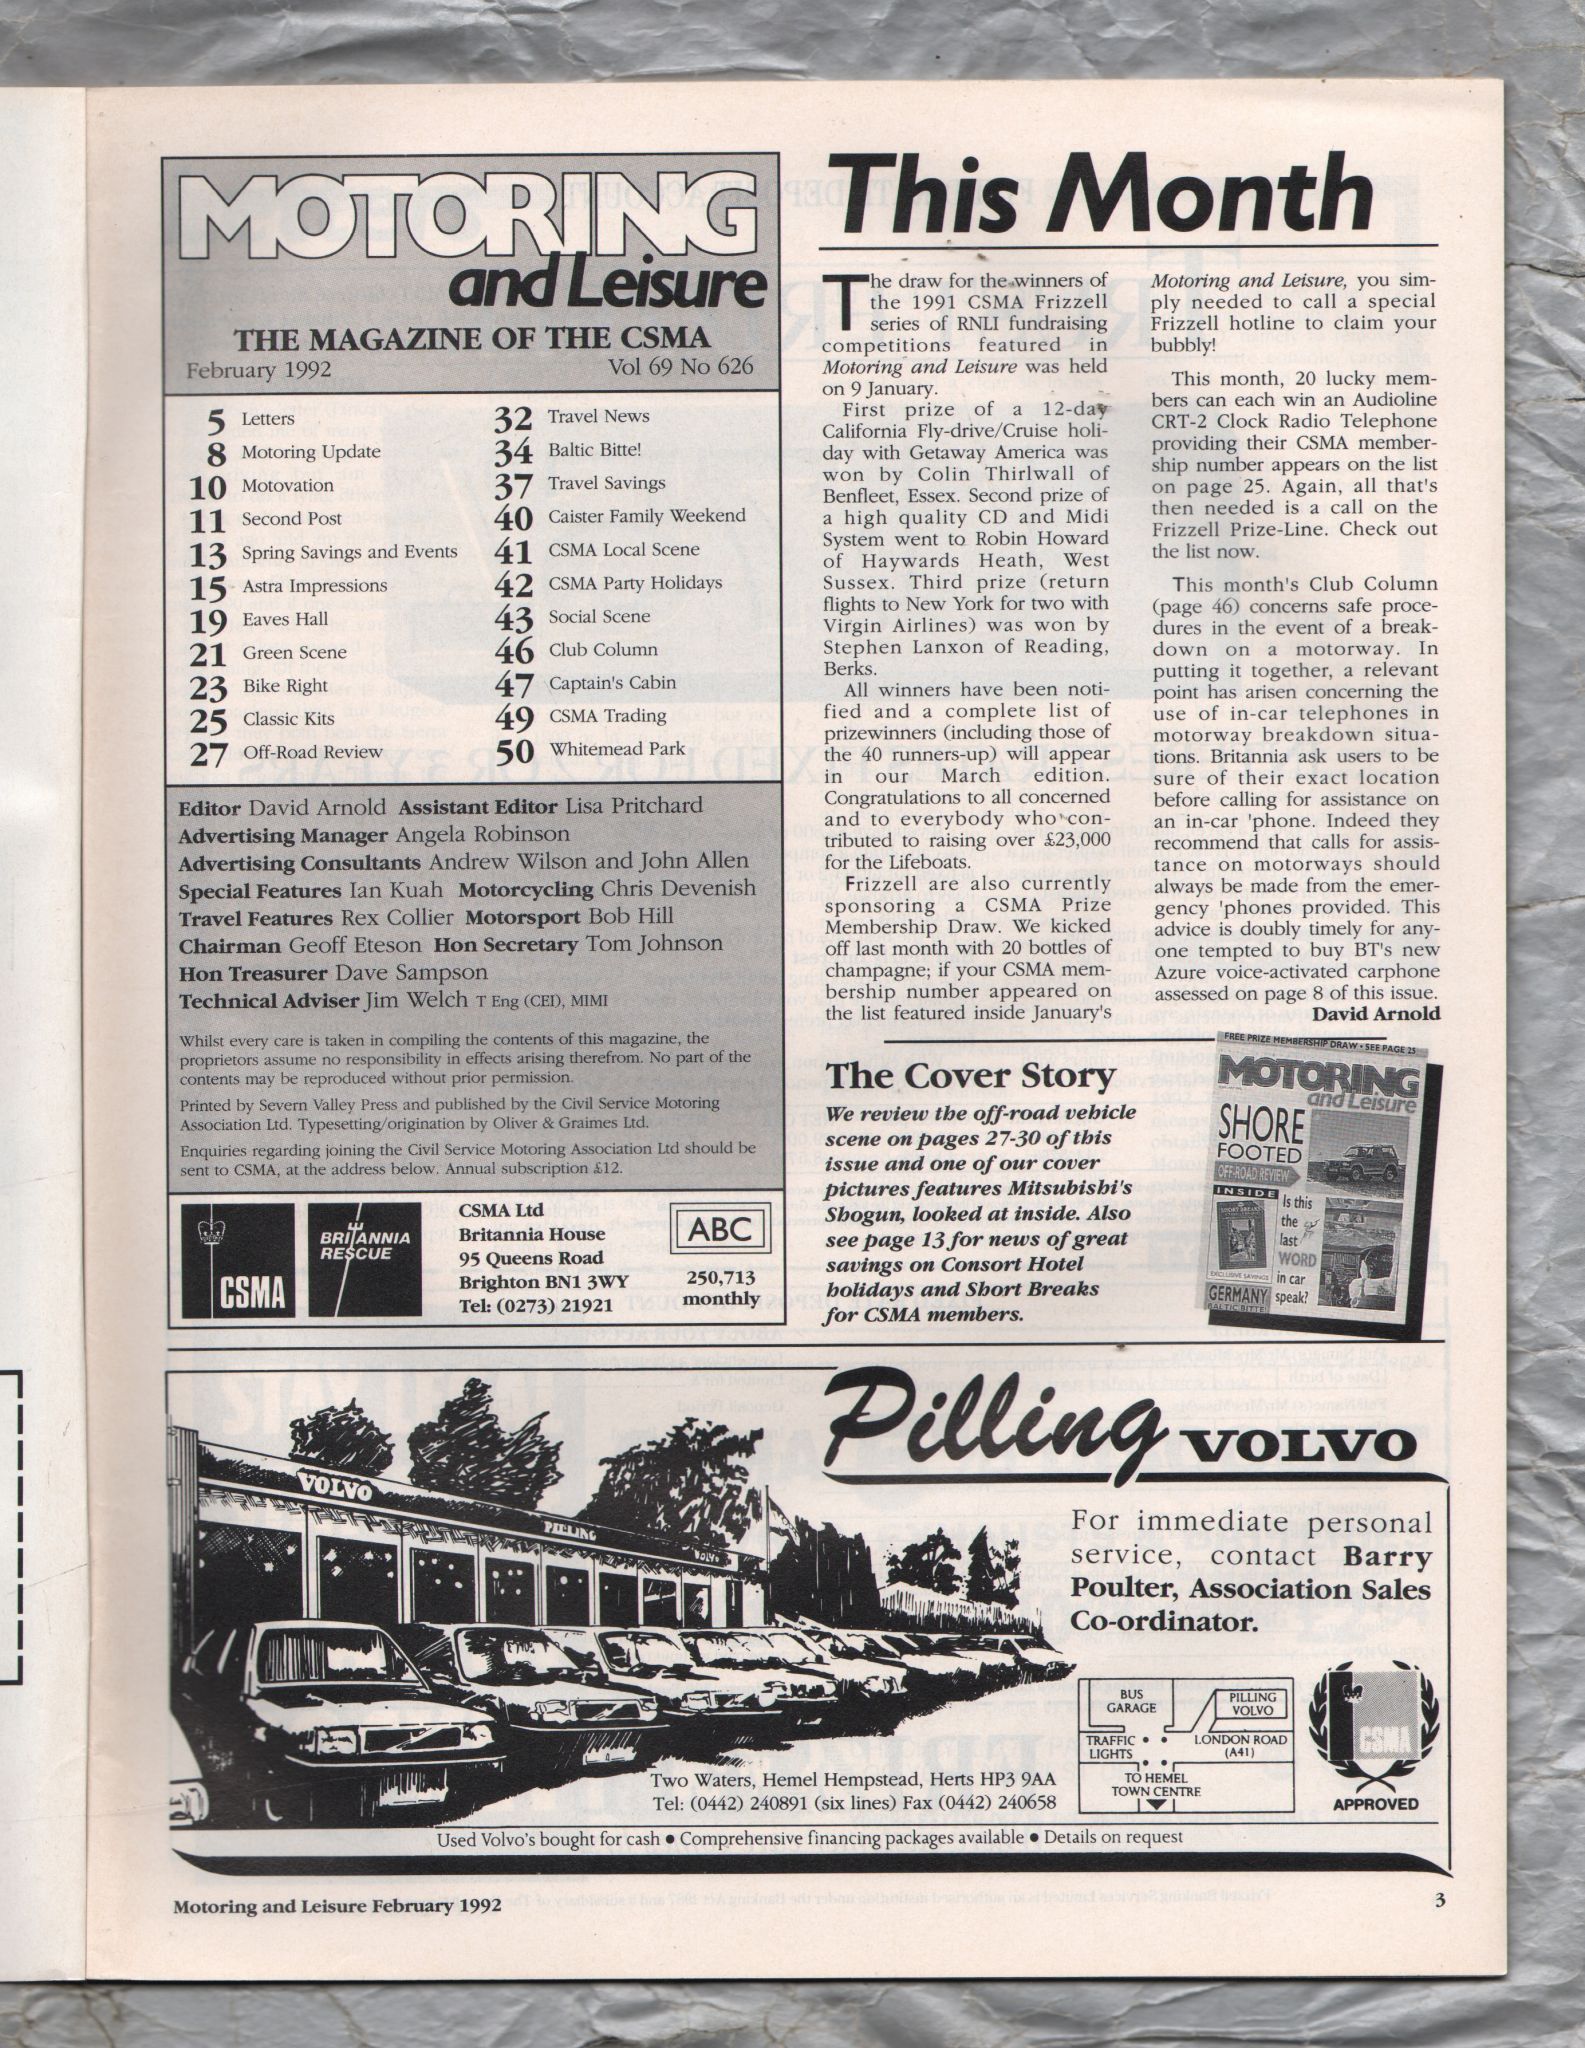 MOTORING
and Leisure
THE MAGAZINE OF THE CSMA
February 1992 Vol 69 No 626
5 Letters
8 Motoring Update
10 Motovation
11 Second Post
13 Spring Savings and Events
15 Astra Impressions
19 Eaves Hall
21 Green Scene
23 Bike Right
25 Classic Kits
27 Off-Road Review
32 Travel News
34 Baltic Bitte!
37 Travel Savings
40 Caister Family Weekend
41 CSMA Local Scene
42 CSMA Party Holidays
43 Social Scene
46 Club Column
47 Captain's Cabin
49 CSMA Trading
50 Whitemead Park
Editor David Arnold Assistant Editor Lisa Pritchard
Advertising Manager Angela Robinson
Advertising Consultants Andrew Wilson and John Allen
Special Features Ian Kuah Motorcycling Chris Devenish
Travel Features Rex Collier Motorsport Bob Hill
Chairman Geoff Eteson Hon Secretary Tom Johnson
Hon Treasurer Dave Sampson
Technical Adviser Jim Welch T Eng (CEI), MIMI
Whilst every care is taken in compiling the contents of this magazine, the
proprietors assume no responsibility in effects arising therefrom. No part of the
contents may be reproduced without prior permission.
Printed by Severn Valley Press and published by the Civil Service Motoring
Association Ltd. Typesetting/origination by Oliver & Graimes Ltd.
Enquiries regarding joining the Civil Service Motoring Association Ltd should be
sent to CSMA, at the address below. Annual subscription £12.
CSMA
BRITANNIA
RESCUE
CSMA Ltd
Britannia House
95 Queens Road
Brighton BN1 3WY
Tel: (0273) 21921
ABC
250,713
monthly
This Month
The draw for the winners of
the 1991 CSMA Frizzell
series of RNLI fundraising
competitions featured in
Motoring and Leisure was held
on 9 January.
First prize of a 12-day
California Fly-drive/Cruise holi-
day with Getaway America was
won by Colin Thirlwall of
Benfleet, Essex. Second prize of
a high quality CD and Midi
System went to Robin Howard
of Haywards Heath, West
Sussex. Third prize (return
flights to New York for two with
Virgin Airlines) was won by
Stephen Lanxon of Reading,
Berks.
All winners have been noti-
fied and a complete list of
prizewinners (including those of
the 40 runners-up) will appear
in our March edition.
Congratulations to all concerned
and to everybody who con-
tributed to raising over £23,000
for the Lifeboats.
Frizzell are also currently
sponsoring a CSMA Prize
Membership Draw. We kicked
off last month with 20 bottles of
champagne; if your CSMA mem-
bership number appeared on
the list featured inside January's
Motoring and Leisure, you sim-
ply needed to call a special
Frizzell hotline to claim your
bubbly!
This month, 20 lucky mem-
bers can each win an Audioline
CRT-2 Clock Radio Telephone
providing their CSMA member-
ship number appears on the list
on page 25. Again, all that's
then needed is a call on the
Frizzell Prize-Line. Check out
the list now.
This month's Club Column
(page 46) concerns safe proce-
dures in the event of a break-
down on a motorway. In
putting it together, a relevant
point has arisen concerning the
use of in-car telephones in
motorway breakdown situa-
tions. Britannia ask users to be
sure of their exact location
before calling for assistance on
an in-car 'phone. Indeed they
recommend that calls for assis-
tance on motorways should
always be made from the emer-
gency 'phones provided. This
advice is doubly timely for any-
one tempted to buy BT's new
Azure voice-activated carphone
assessed on page 8 of this issue.
David Arnold
The Cover Story
We review the off-road vehicle
scene on pages 27-30 of this
issue and one of our cover
pictures features Mitsubishi's
Shogun, looked at inside. Also
see page 13 for news of great
savings on Consort Hotel
holidays and Short Breaks
for CSMA members.
FREE PRIZE MEMBERSHIP DRAW • SEE PAGE 25
MOTORING
and Leisure
SHORE
FOOTED
OFF-ROAD REVIEW
INSIDE
SHORT BREAKS
EXCLUSIVE SAVINGS
GERMANY
BALTIC BITTE!
Is this
the
last
WORD
in car
speak?
Pilling VOLVO
VOLVO
PILLING
VOLVO
For immediate personal
service, contact Barry
Poulter, Association Sales
Co-ordinator.
BUS
GARAGE
PILLING
VOLVO
TRAFFIC
LIGHTS
LONDON ROAD
(A41)
TO HEMEL
TOWN CENTRE
CSMA
APPROVED
Two Waters, Hemel Hempstead, Herts HP3 9AA
Tel: (0442) 240891 (six lines) Fax (0442) 240658
Used Volvo's bought for cash • Comprehensive financing packages available • Details on request
Motoring and Leisure February 1992 3